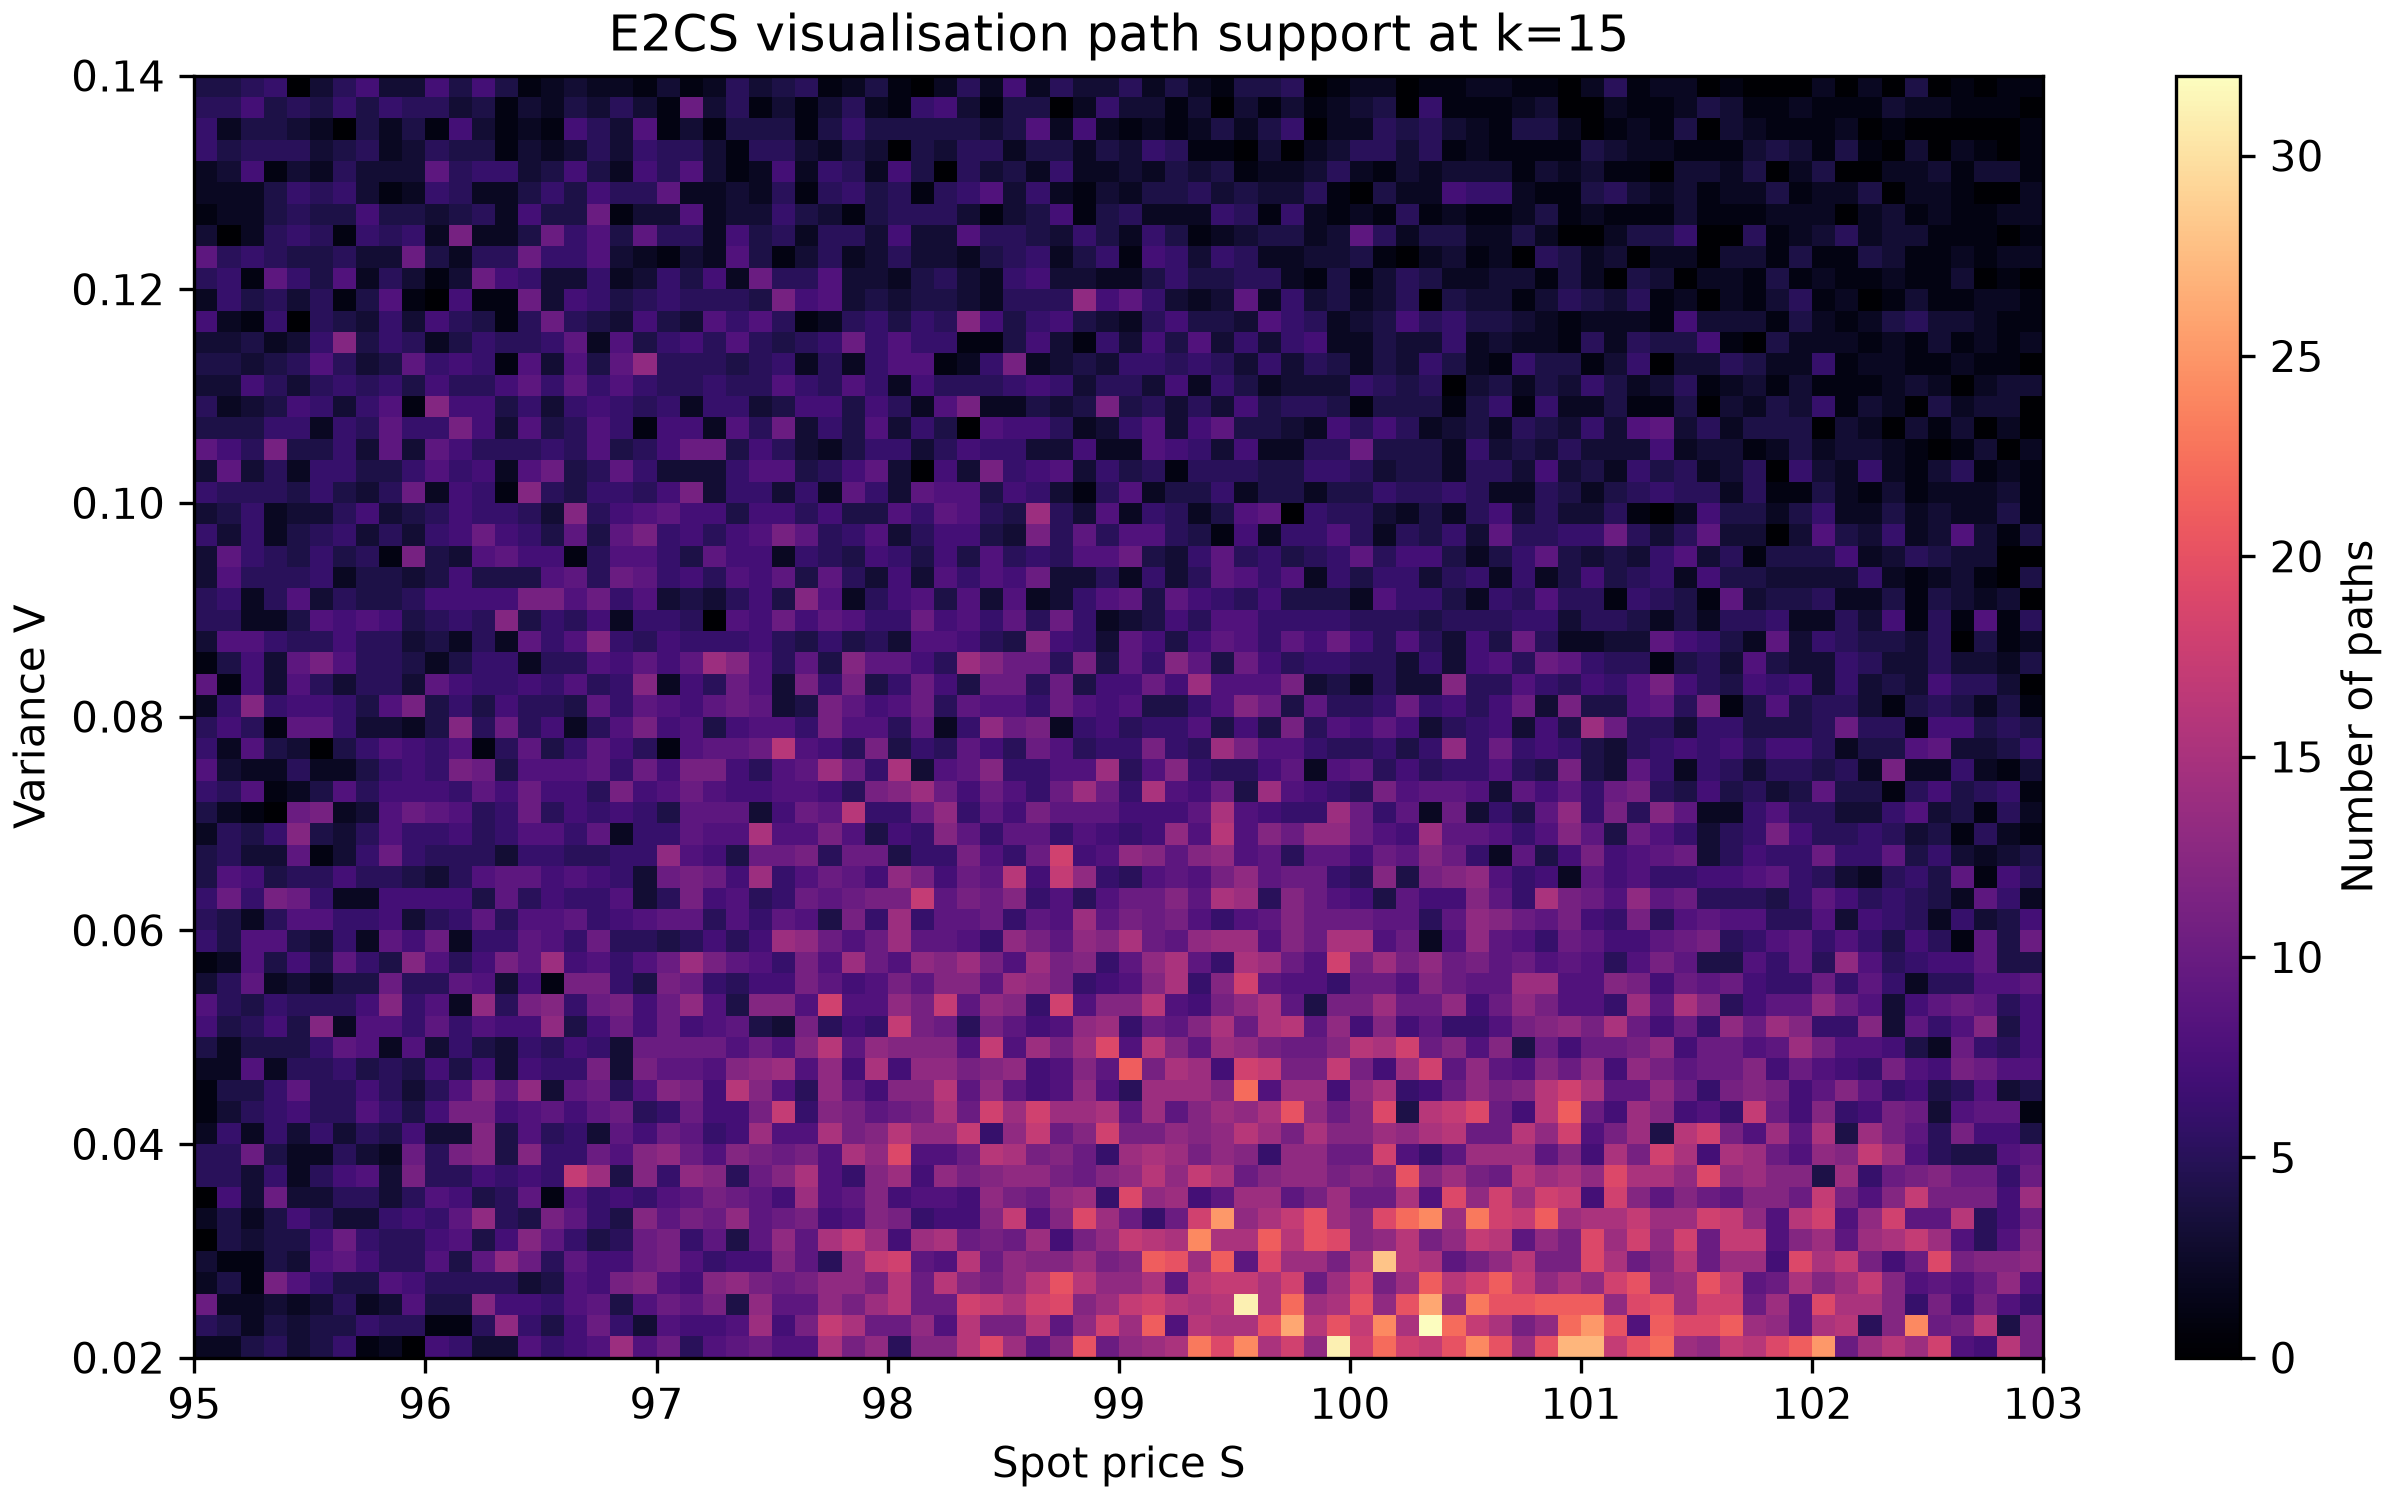 E2CS visualisation path support at k=15
0.14
0.12
0.10
0.08
0.06
0.04
0.02
Variance V
95 96 97 98 99 100 101 102 103
Spot price S
30
25
20
15
10
5
0
Number of paths